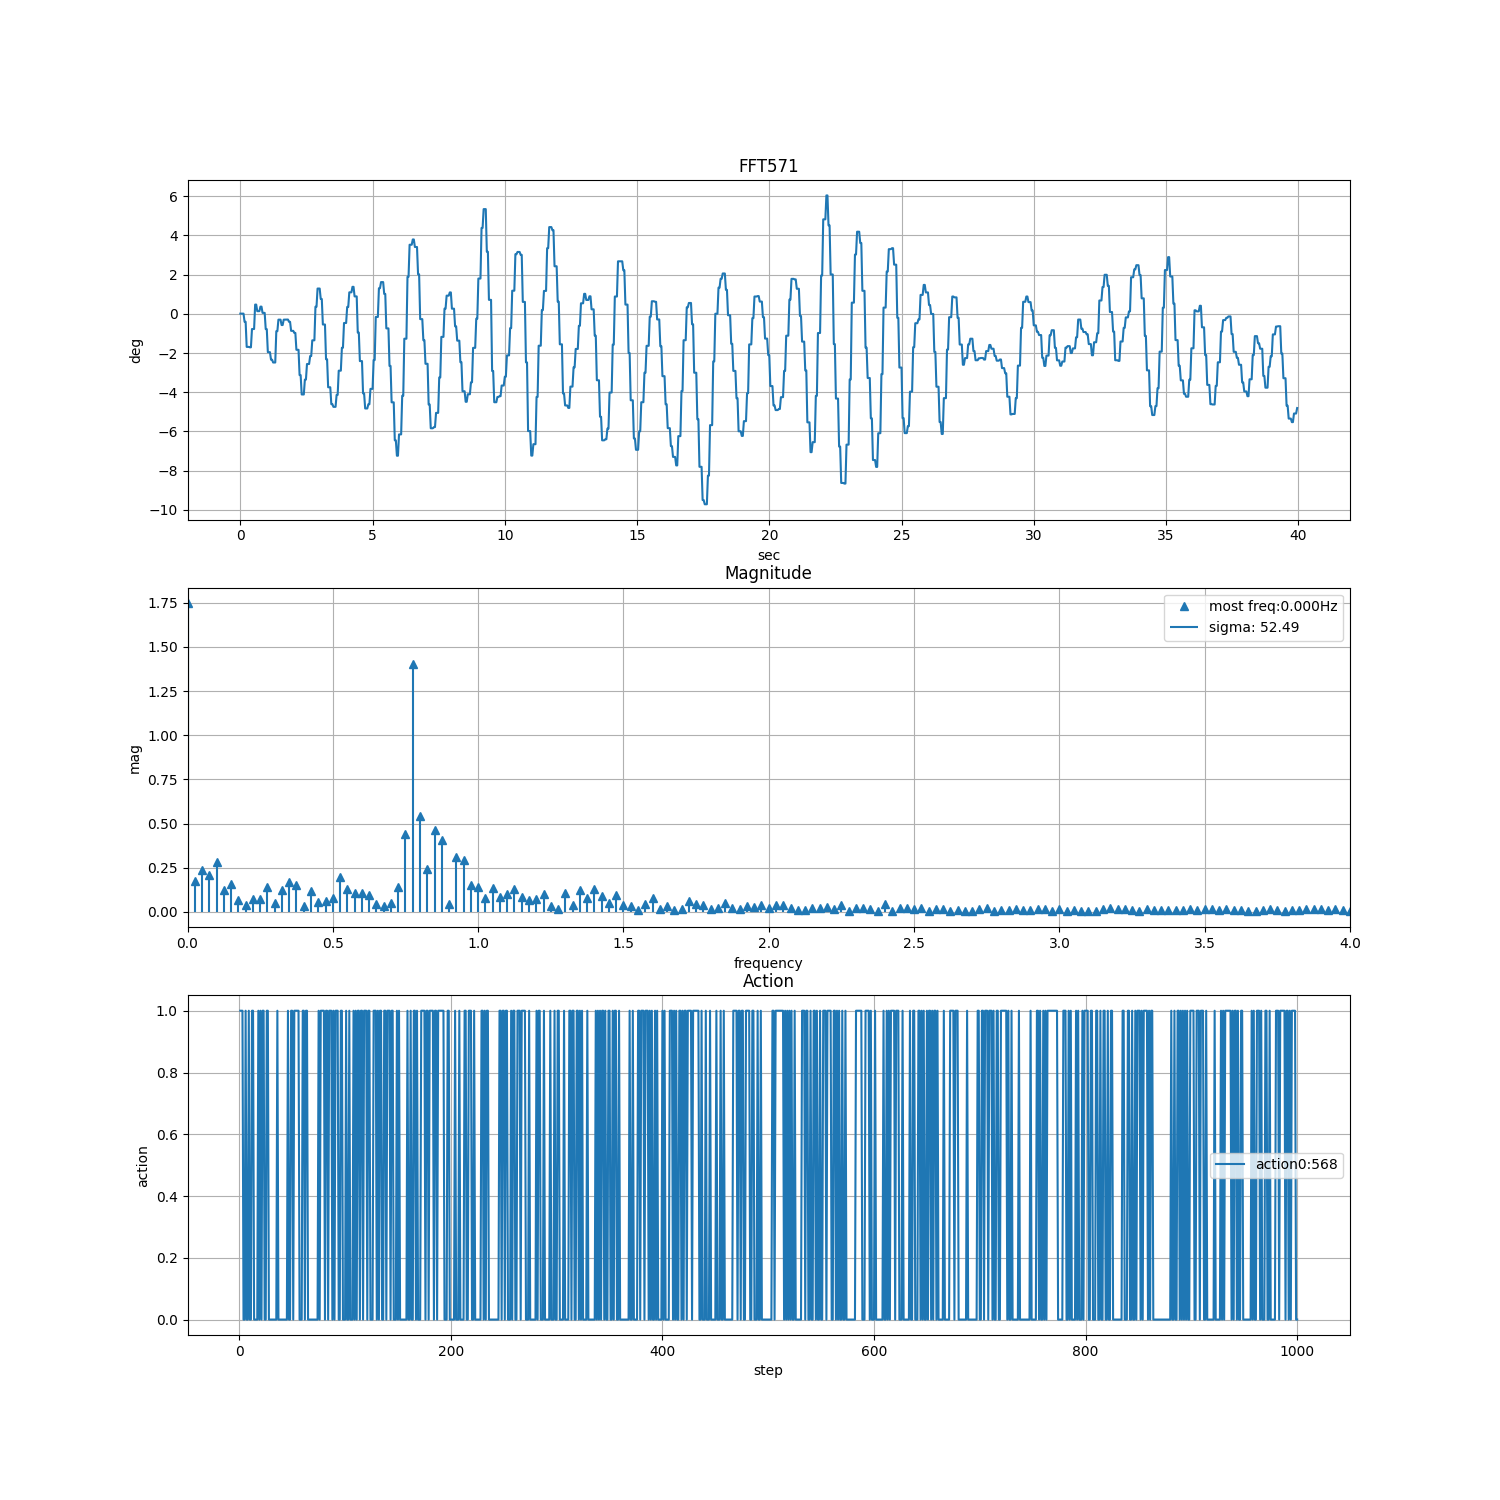 FFT571
6
4
2
0
−2
−4
−6
−8
−10
deg
0 5 10 15 20 25 30 35 40
sec
Magnitude
1.75
1.50
1.25
1.00
0.75
0.50
0.25
0.00
mag
most freq:0.000Hz
sigma: 52.49
0.0 0.5 1.0 1.5 2.0 2.5 3.0 3.5 4.0
frequency
Action
1.0
0.8
0.6
0.4
0.2
0.0
action
action0:568
0 200 400 600 800 1000
step